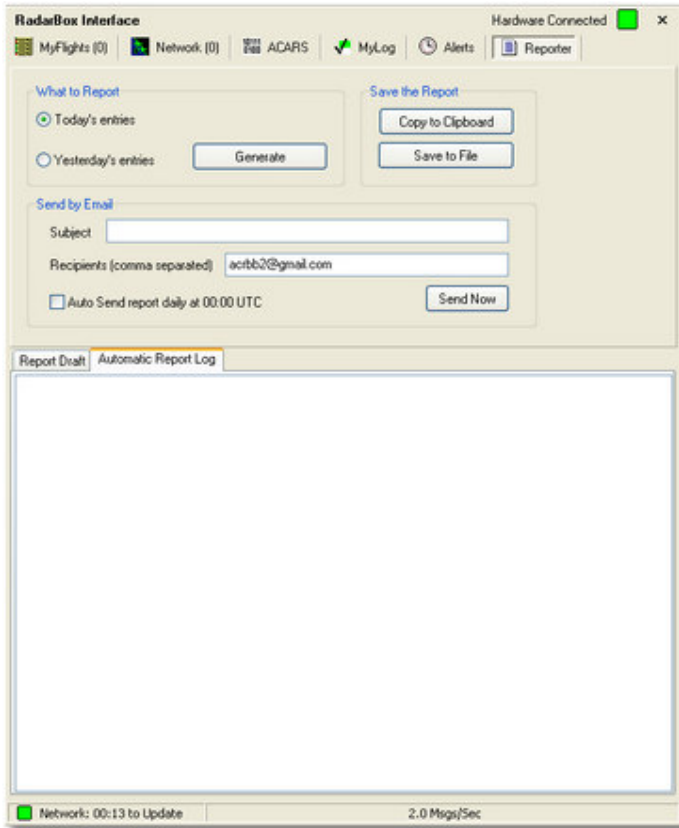 RadarBox Interface Hardware Connected
MyFlights (0) Network (0) ACARS MyLog Alerts Reporter
What to Report
Today's entries
Yesterday's entries
Generate
Save the Report
Copy to Clipboard
Save to File
Send by Email
Subject
Recipients (comma separated) acrbb2@gmail.com
Auto Send report daily at 00:00 UTC Send Now
Report Draft Automatic Report Log
Network: 00:13 to Update 2.0 Msgs/Sec